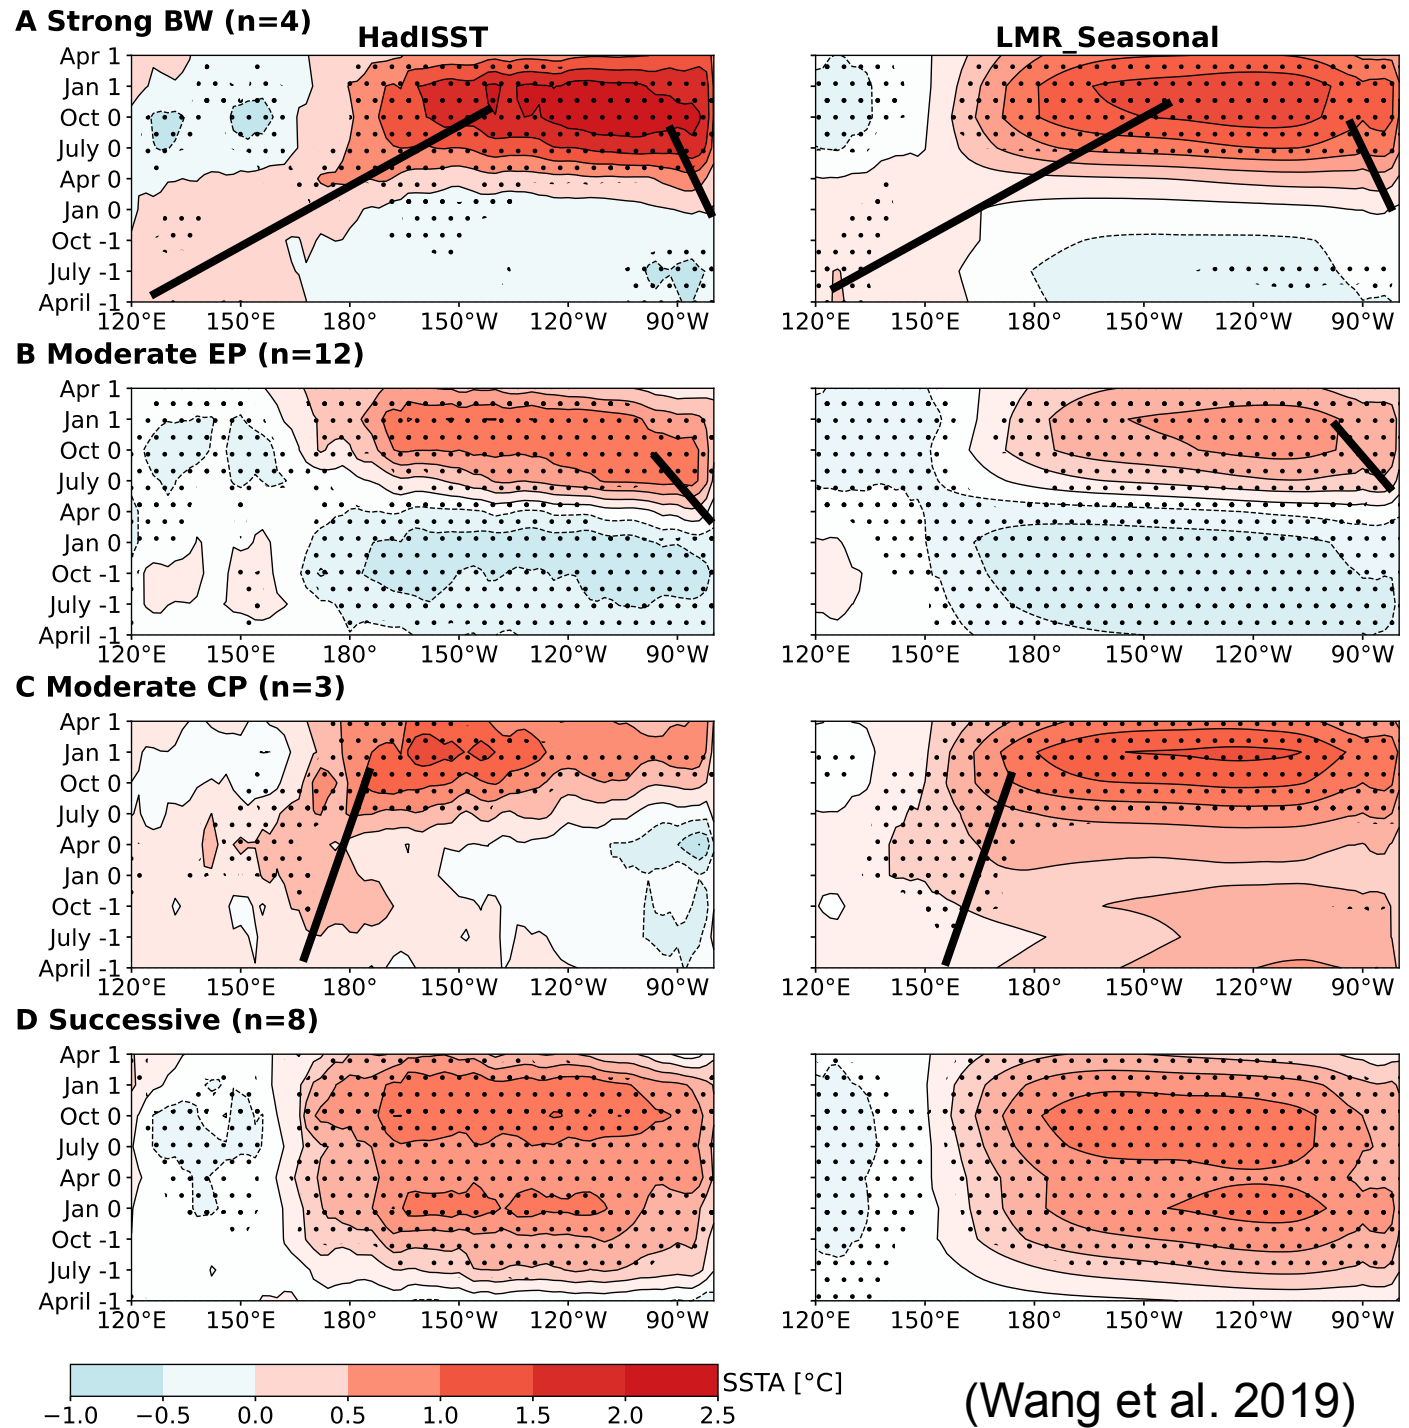 A Strong BW (n=4)
HadISST
LMR_Seasonal
Apr 1
Jan 1
Oct 0
July 0
Apr 0
Jan 0
Oct -1
July -1
April -1
120°E 150°E 180° 150°W 120°W 90°W
120°E 150°E 180° 150°W 120°W 90°W
B Moderate EP (n=12)
Apr 1
Jan 1
Oct 0
July 0
Apr 0
Jan 0
Oct -1
July -1
April -1
120°E 150°E 180° 150°W 120°W 90°W
120°E 150°E 180° 150°W 120°W 90°W
C Moderate CP (n=3)
Apr 1
Jan 1
Oct 0
July 0
Apr 0
Jan 0
Oct -1
July -1
April -1
120°E 150°E 180° 150°W 120°W 90°W
120°E 150°E 180° 150°W 120°W 90°W
D Successive (n=8)
Apr 1
Jan 1
Oct 0
July 0
Apr 0
Jan 0
Oct -1
July -1
April -1
120°E 150°E 180° 150°W 120°W 90°W
120°E 150°E 180° 150°W 120°W 90°W
SSTA [°C]
−1.0 −0.5 0.0 0.5 1.0 1.5 2.0 2.5
(Wang et al. 2019)